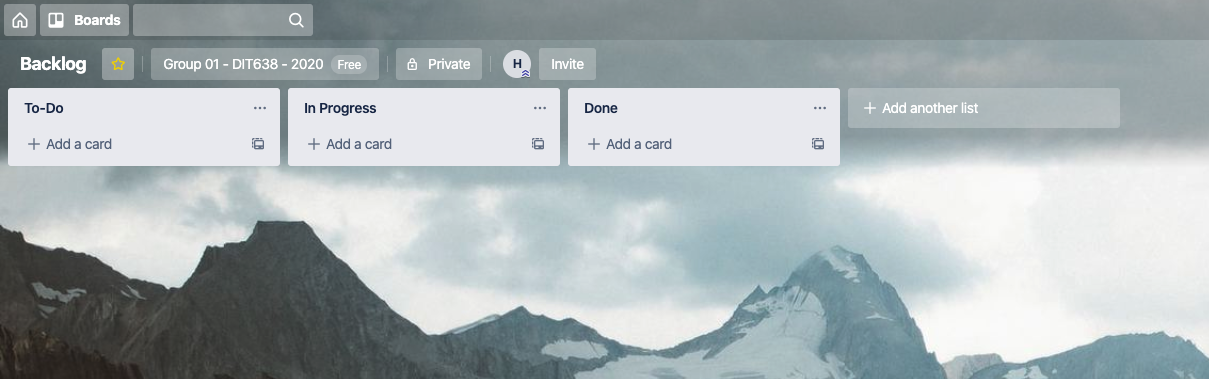 Boards
Backlog Group 01 - DIT638 - 2020 Free Private H Invite
To-Do In Progress Done + Add another list
+ Add a card + Add a card + Add a card